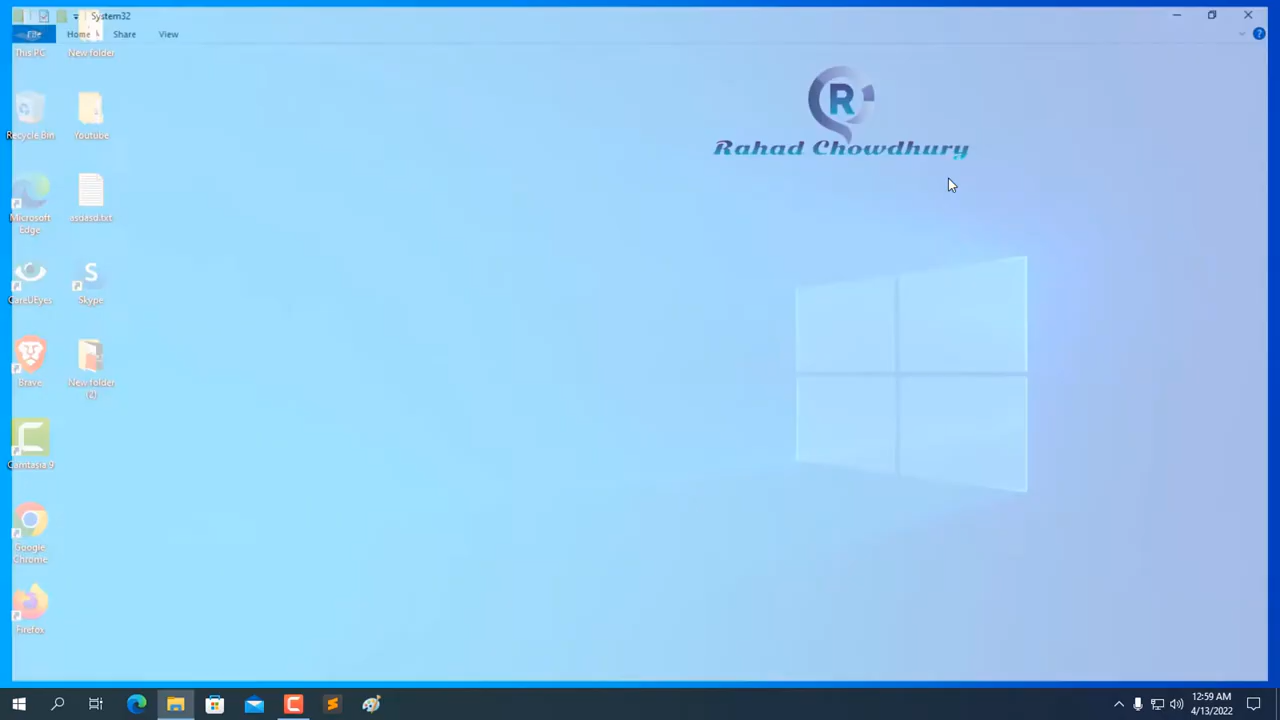 System32
File Home Share View
This PC
New folder
Rahad Chowdhury
Recycle Bin
Youtube
Microsoft
Edge
asdasd.txt
CareUEyes
Skype
Brave
New folder
(2)
Camtasia 9
Google
Chrome
Firefox
12:59 AM
4/13/2022